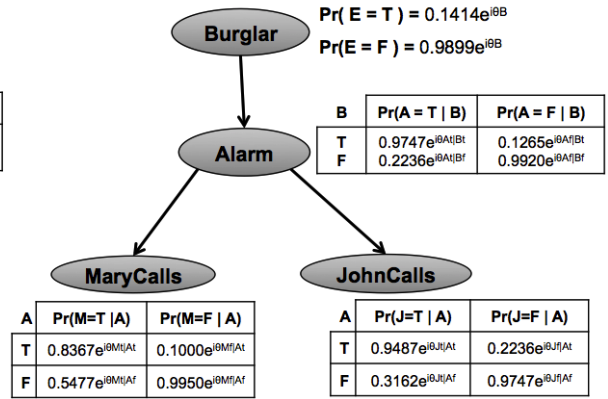 Burglar
Pr( E = T ) = 0.1414e^iθB
Pr(E = F ) = 0.9899e^iθB
B Pr(A = T | B) Pr(A = F | B)
T 0.9747e^iθAt|Bt 0.1265e^iθAf|Bt
F 0.2236e^iθAt|Bf 0.9920e^iθAf|Bf
Alarm
MaryCalls
JohnCalls
A Pr(M=T |A) Pr(M=F | A)
T 0.8367e^iθMt|At 0.1000e^iθMf|At
F 0.5477e^iθMt|Af 0.9950e^iθMf|Af
A Pr(J=T | A) Pr(J=F | A)
T 0.9487e^iθJt|At 0.2236e^iθJf|At
F 0.3162e^iθJt|Af 0.9747e^iθJf|Af